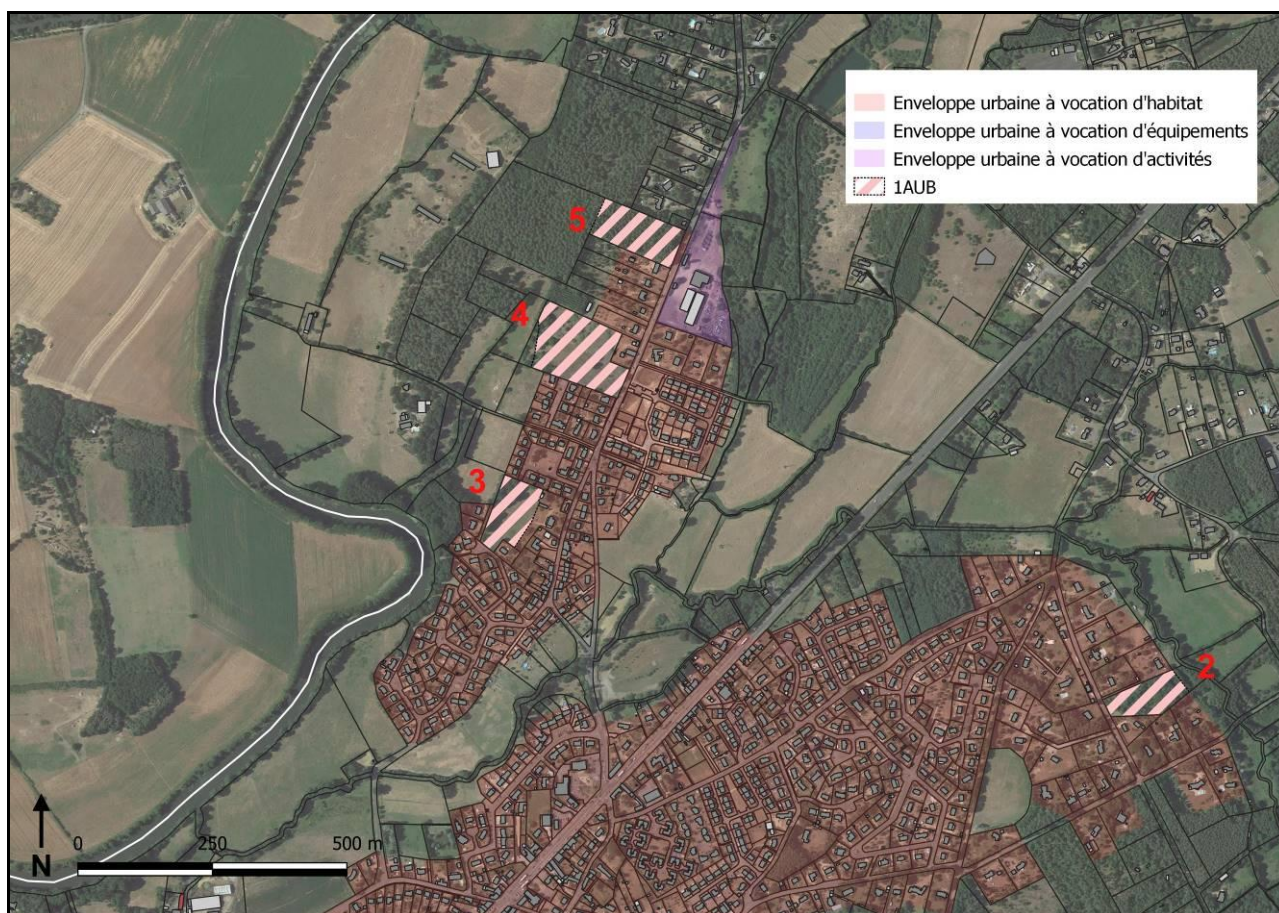 Enveloppe urbaine à vocation d'habitat
Enveloppe urbaine à vocation d'équipements
Enveloppe urbaine à vocation d'activités
1AUB
5
4
3
2
N
0 250 500 m